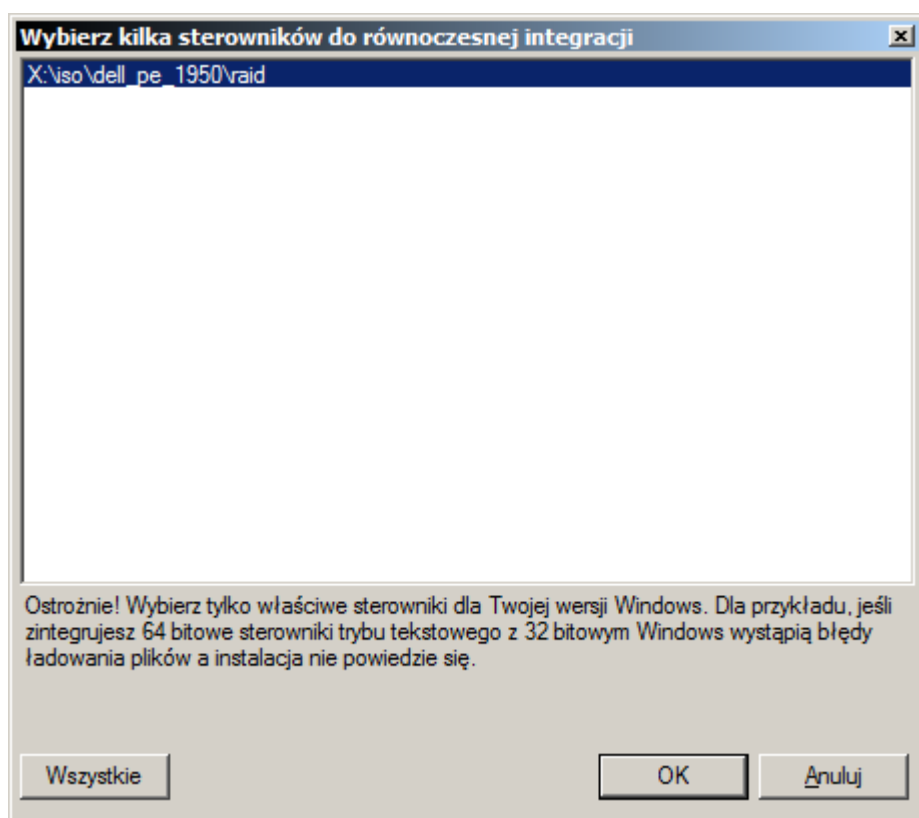 Wybierz kilka sterowników do równoczesnej integracji
X:\iso\dell_pe_1950\raid
Ostrożnie! Wybierz tylko właściwe sterowniki dla Twojej wersji Windows. Dla przykładu, jeśli
zintegrujesz 64 bitowe sterowniki trybu tekstowego z 32 bitowym Windows wystąpią błędy
ładowania plików a instalacja nie powiedzie się.
Wszystkie
OK
Anuluj